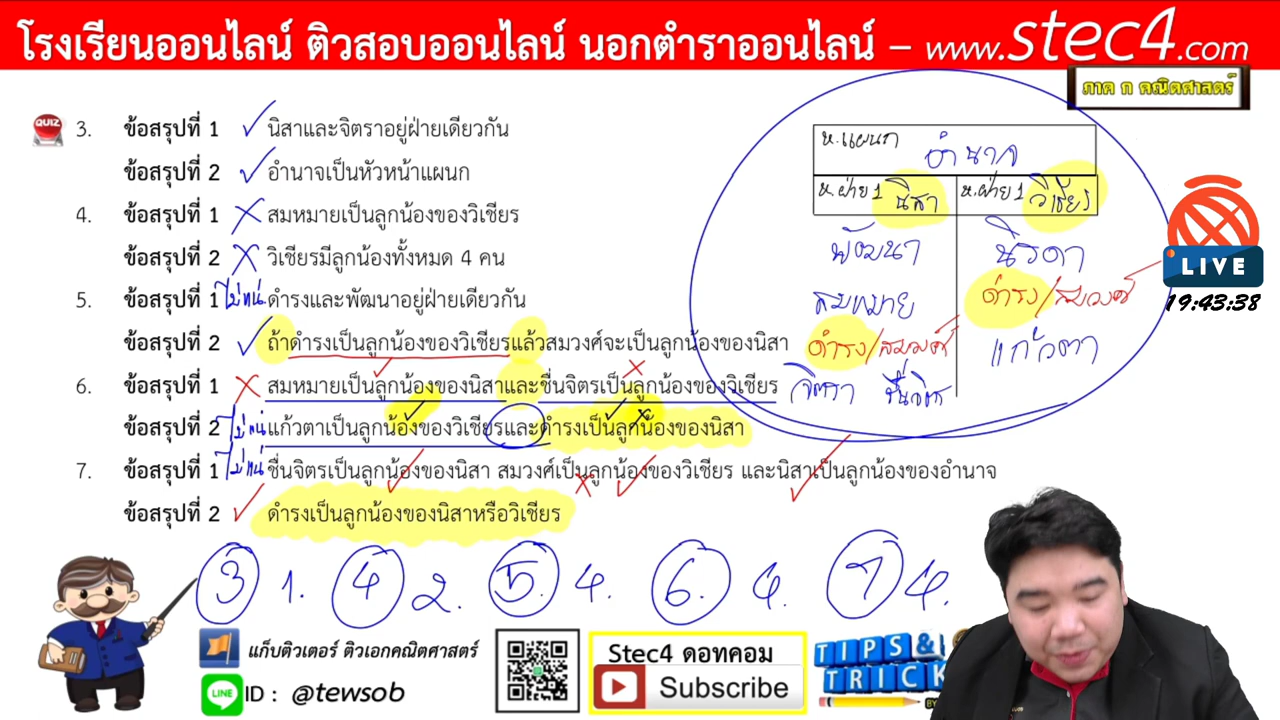 โรงเรียนออนไลน์ ติวสอบออนไลน์ นอกตำราออนไลน์ – www.stec4.com
ภาค ก คณิตศาสตร์
QUIZ
3. ข้อสรุปที่ 1 ✓ นิสาและจิตราอยู่ฝ่ายเดียวกัน
ข้อสรุปที่ 2 ✓ อำนาจเป็นหัวหน้าแผนก
4. ข้อสรุปที่ 1 ✗ สมหมายเป็นลูกน้องของวิเชียร
ข้อสรุปที่ 2 ✗ วิเชียรมีลูกน้องทั้งหมด 4 คน
5. ข้อสรุปที่ 1 ไม่แน่ ดำรงและพัฒนาอยู่ฝ่ายเดียวกัน
ข้อสรุปที่ 2 ✓ ถ้าดำรงเป็นลูกน้องของวิเชียรแล้วสมวงศ์จะเป็นลูกน้องของนิสา
6. ข้อสรุปที่ 1 ✗ สมหมายเป็นลูกน้องของนิสาและชื่นจิตรเป็นลูกน้องของวิเชียร
ข้อสรุปที่ 2 ไม่แน่ แก้วตาเป็นลูกน้องของวิเชียรและดำรงเป็นลูกน้องของนิสา
7. ข้อสรุปที่ 1 ไม่แน่ ชื่นจิตรเป็นลูกน้องของนิสา สมวงศ์เป็นลูกน้องของวิเชียร และนิสาเป็นลูกน้องของอำนาจ
ข้อสรุปที่ 2 ✓ ดำรงเป็นลูกน้องของนิสาหรือวิเชียร
ห.แผนก อำนาจ
ห.ฝ่าย 1 นิสา ห.ฝ่าย 1 วิเชียร
พัฒนา นิรดา
สมหมาย ดำรง/สมวงศ์
ดำรง/สมวงศ์ แก้วตา
จิตรา ชื่นจิตร
LIVE
19:43:38
3 1. 4 2. 5. 4. 6. 4. 7 4.
แก็บติวเตอร์ ติวเอกคณิตศาสตร์
LINE ID : @tewsob
Stec4 ดอทคอม
Subscribe
TIPS &
TRICK
BY